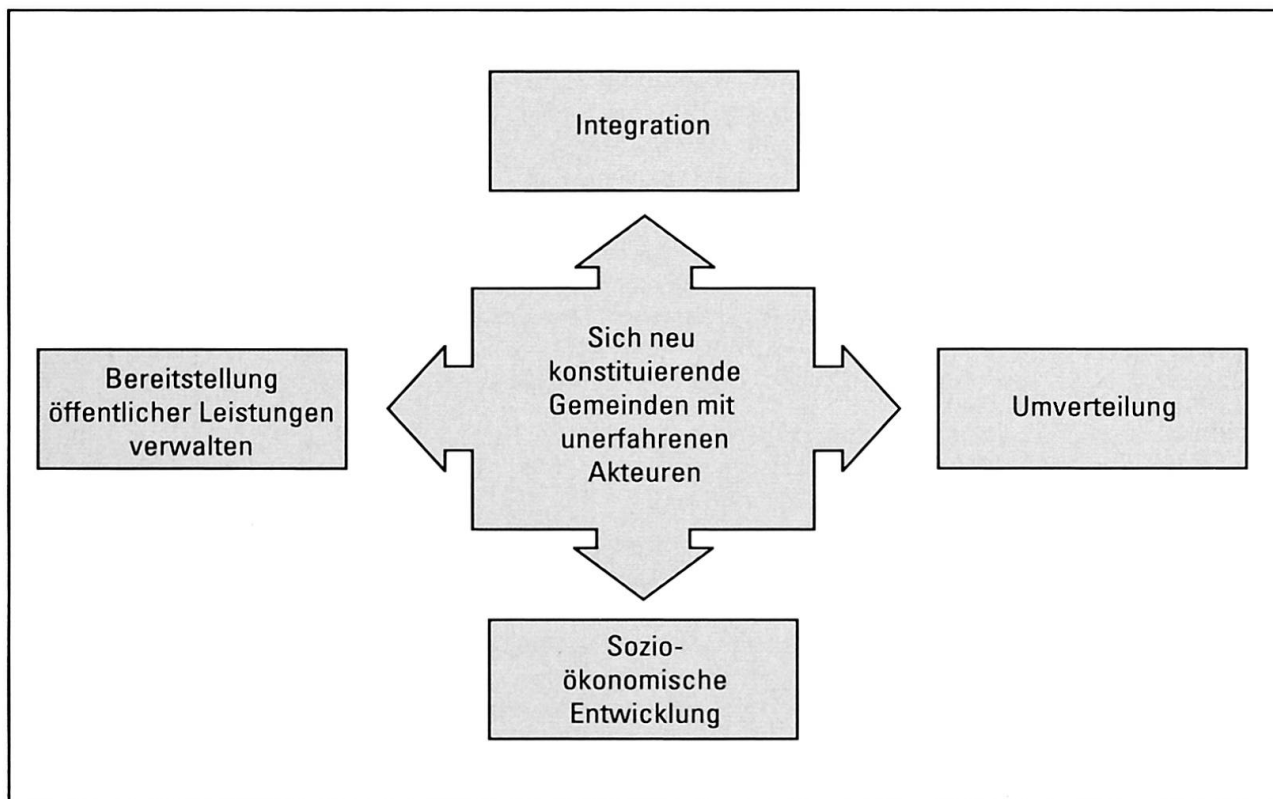 Integration
Bereitstellung
öffentlicher Leistungen
verwalten
Sich neu
konstituierende
Gemeinden mit
unerfahrenen
Akteuren
Umverteilung
Sozio-
ökonomische
Entwicklung